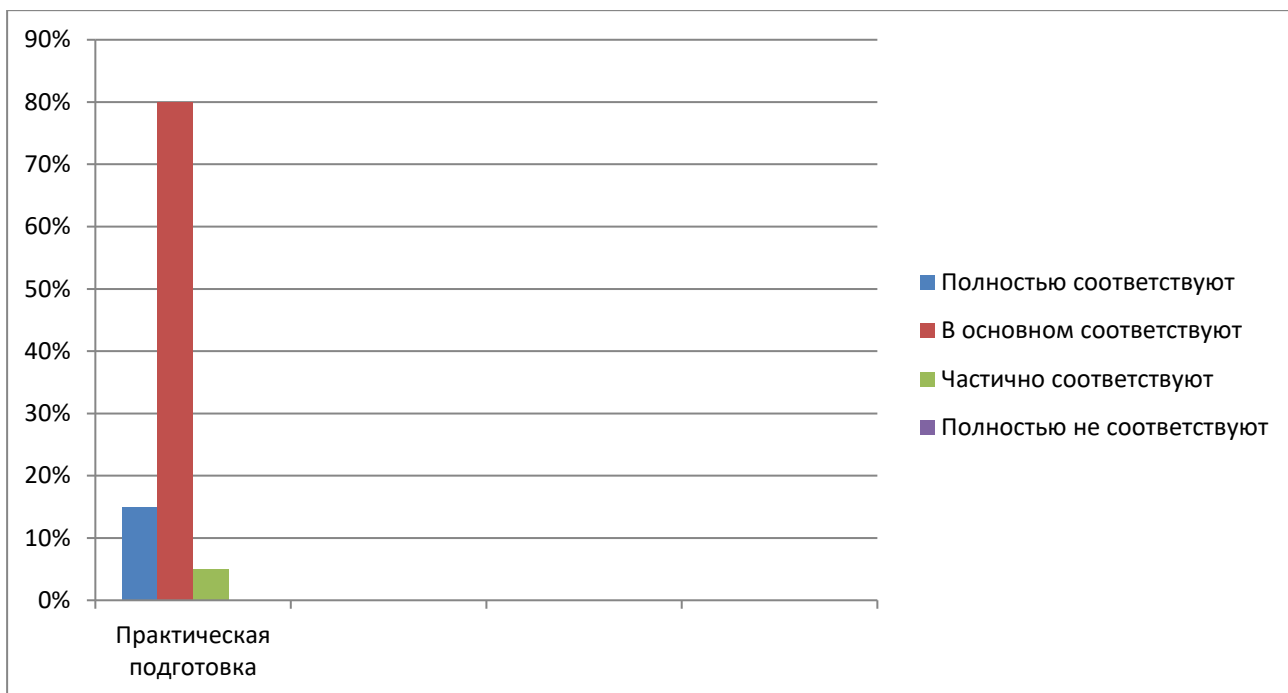 90%
80%
70%
60%
50%
40%
30%
20%
10%
0%
Практическая
подготовка
Полностью соответствуют
В основном соответствуют
Частично соответствуют
Полностью не соответствуют